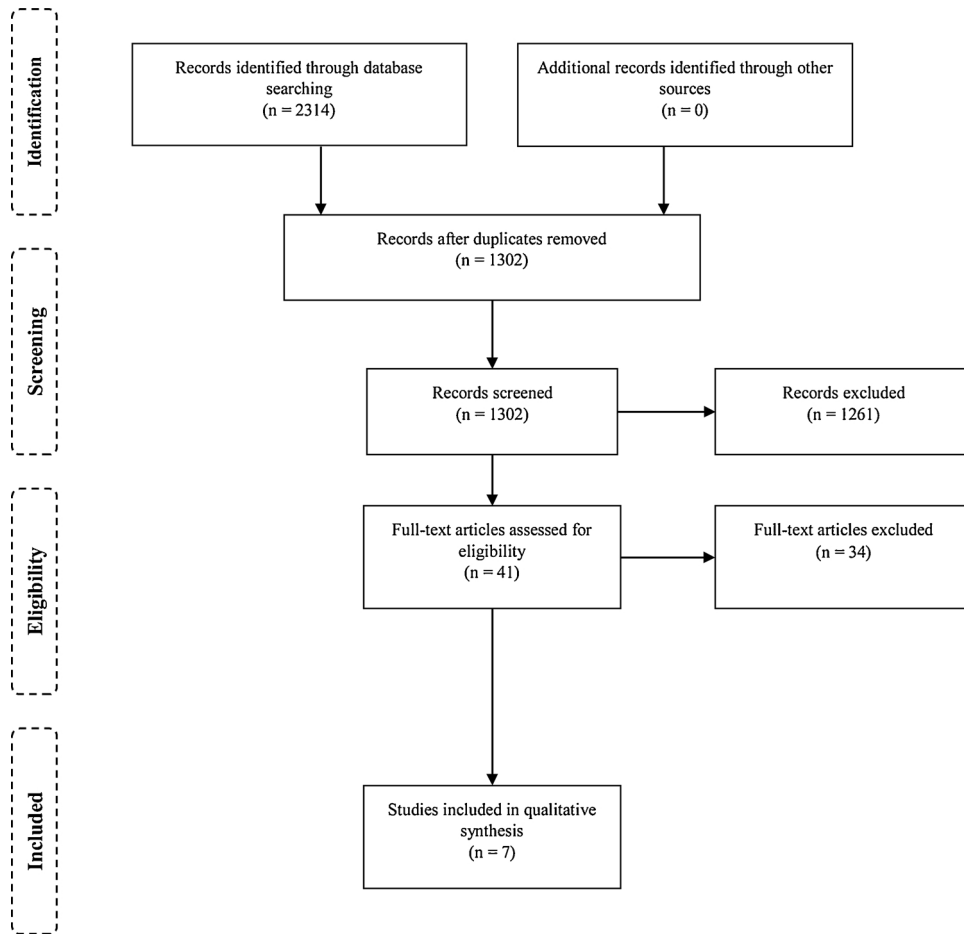 Identification
Records identified through database
searching
(n = 2314)
Additional records identified through other
sources
(n = 0)
Records after duplicates removed
(n = 1302)
Screening
Records screened
(n = 1302)
Records excluded
(n = 1261)
Eligibility
Full-text articles assessed for
eligibility
(n = 41)
Full-text articles excluded
(n = 34)
Included
Studies included in qualitative
synthesis
(n = 7)